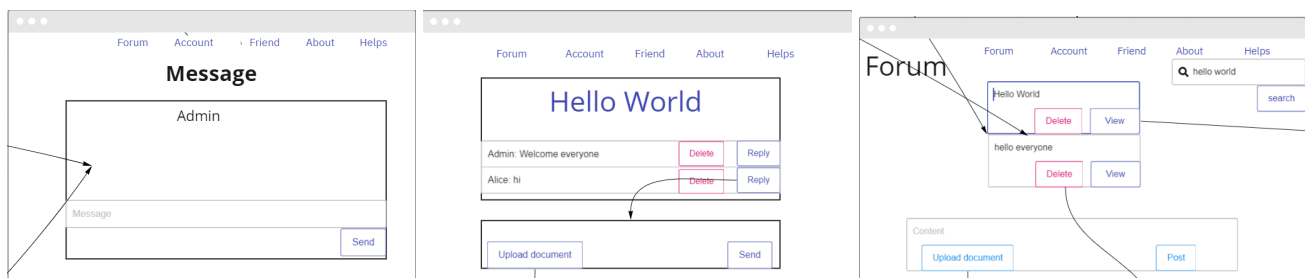 Forum Account Friend About Helps
Message
Admin
Message
Send
Forum Account Friend About Helps
Hello World
Admin: Welcome everyone Delete Reply
Alice: hi Delete Reply
Upload document Send
Forum Account Friend About Helps
Forum
hello world
search
Hello World
Delete View
hello everyone
Delete View
Content
Upload document Post